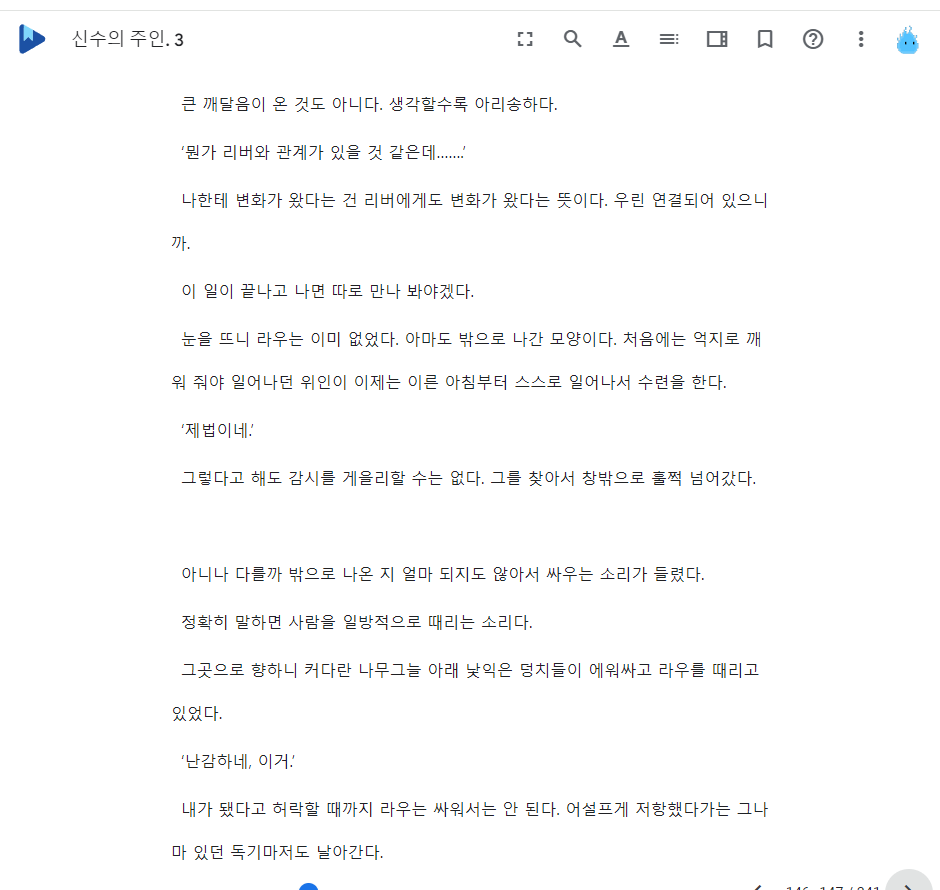 신수의 주인. 3
큰 깨달음이 온 것도 아니다. 생각할수록 아리송하다.
‘뭔가 리버와 관계가 있을 것 같은데…….’
나한테 변화가 왔다는 건 리버에게도 변화가 왔다는 뜻이다. 우린 연결되어 있으니
까.
이 일이 끝나고 나면 따로 만나 봐야겠다.
눈을 뜨니 라우는 이미 없었다. 아마도 밖으로 나간 모양이다. 처음에는 억지로 깨
워 줘야 일어나던 위인이 이제는 이른 아침부터 스스로 일어나서 수련을 한다.
‘제법이네.’
그렇다고 해도 감시를 게을리할 수는 없다. 그를 찾아서 창밖으로 훌쩍 넘어갔다.
아니나 다를까 밖으로 나온 지 얼마 되지도 않아서 싸우는 소리가 들렸다.
정확히 말하면 사람을 일방적으로 때리는 소리다.
그곳으로 향하니 커다란 나무그늘 아래 낯익은 덩치들이 에워싸고 라우를 때리고
있었다.
‘난감하네, 이거.’
내가 됐다고 허락할 때까지 라우는 싸워서는 안 된다. 어설프게 저항했다가는 그나
마 있던 독기마저도 날아간다.